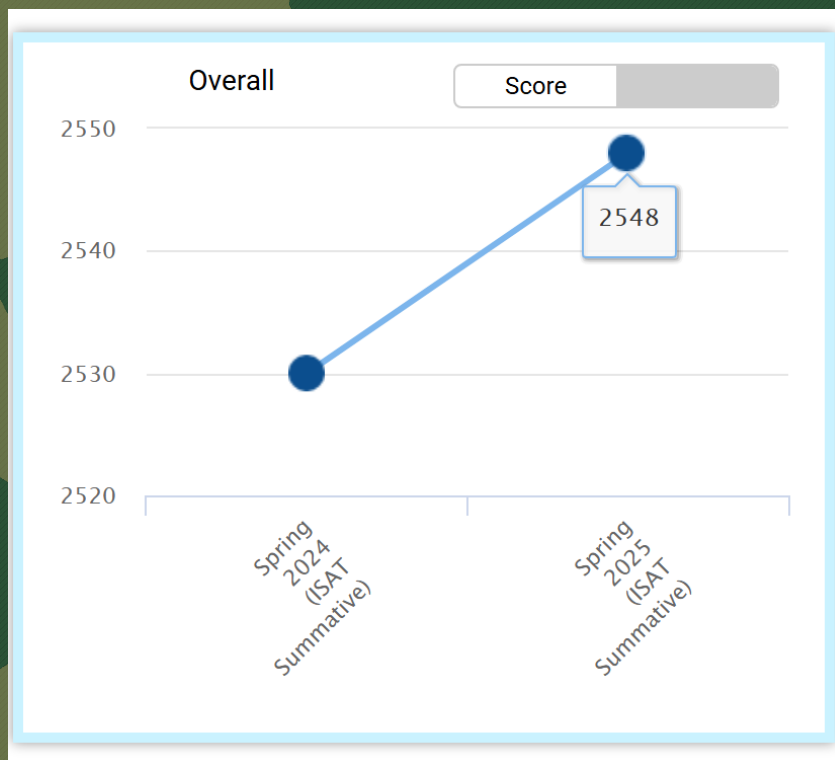 Overall
Score
2550
2548
2540
2530
2520
Spring
2024
(ISAT
Summative)
Spring
2025
(ISAT
Summative)